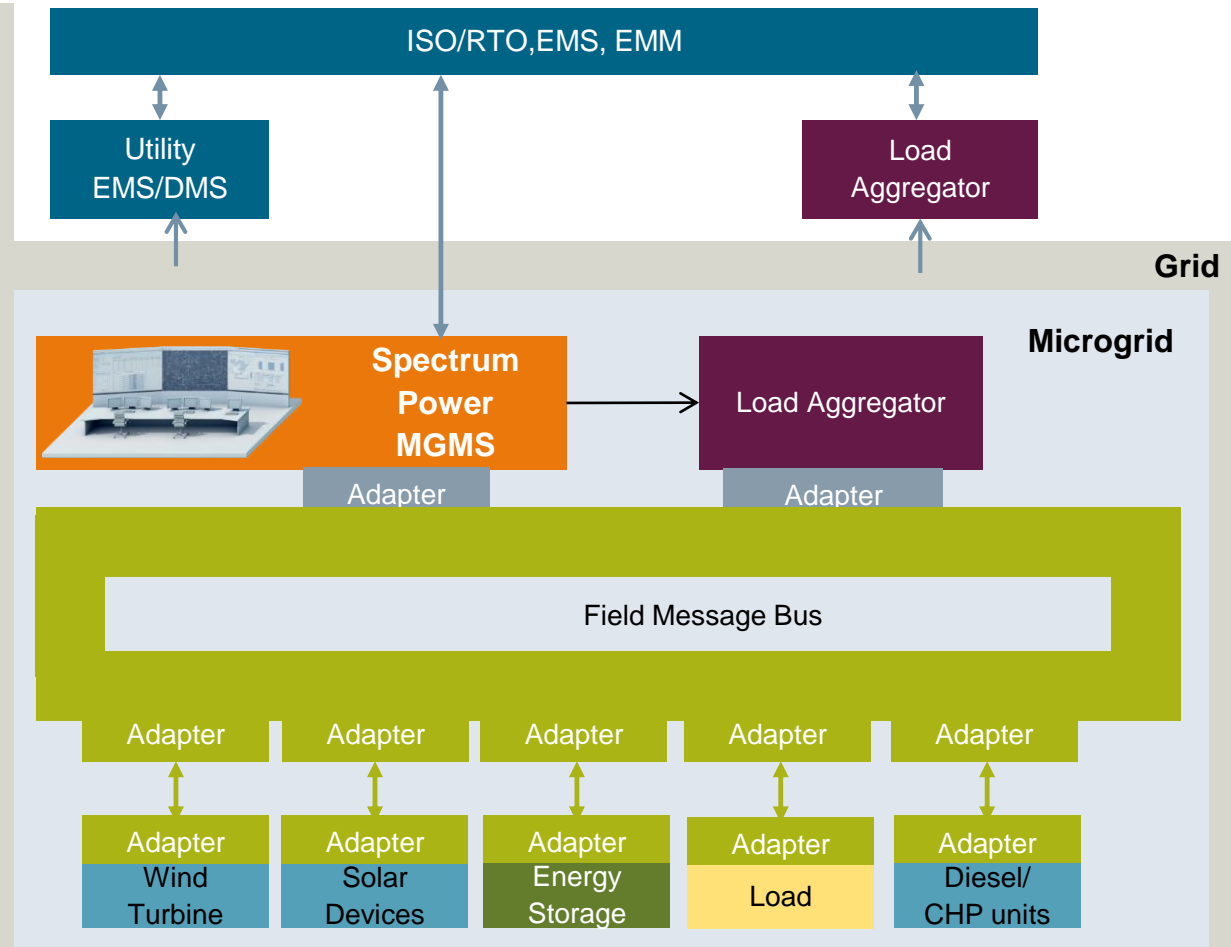 ISO/RTO,EMS, EMM
Utility
EMS/DMS
Load
Aggregator
Grid
Microgrid
Spectrum
Power
MGMS
Load Aggregator
Adapter
Adapter
Field Message Bus
Adapter
Adapter
Adapter
Adapter
Adapter
Adapter
Adapter
Adapter
Adapter
Adapter
Wind
Turbine
Solar
Devices
Energy
Storage
Load
Diesel/
CHP units